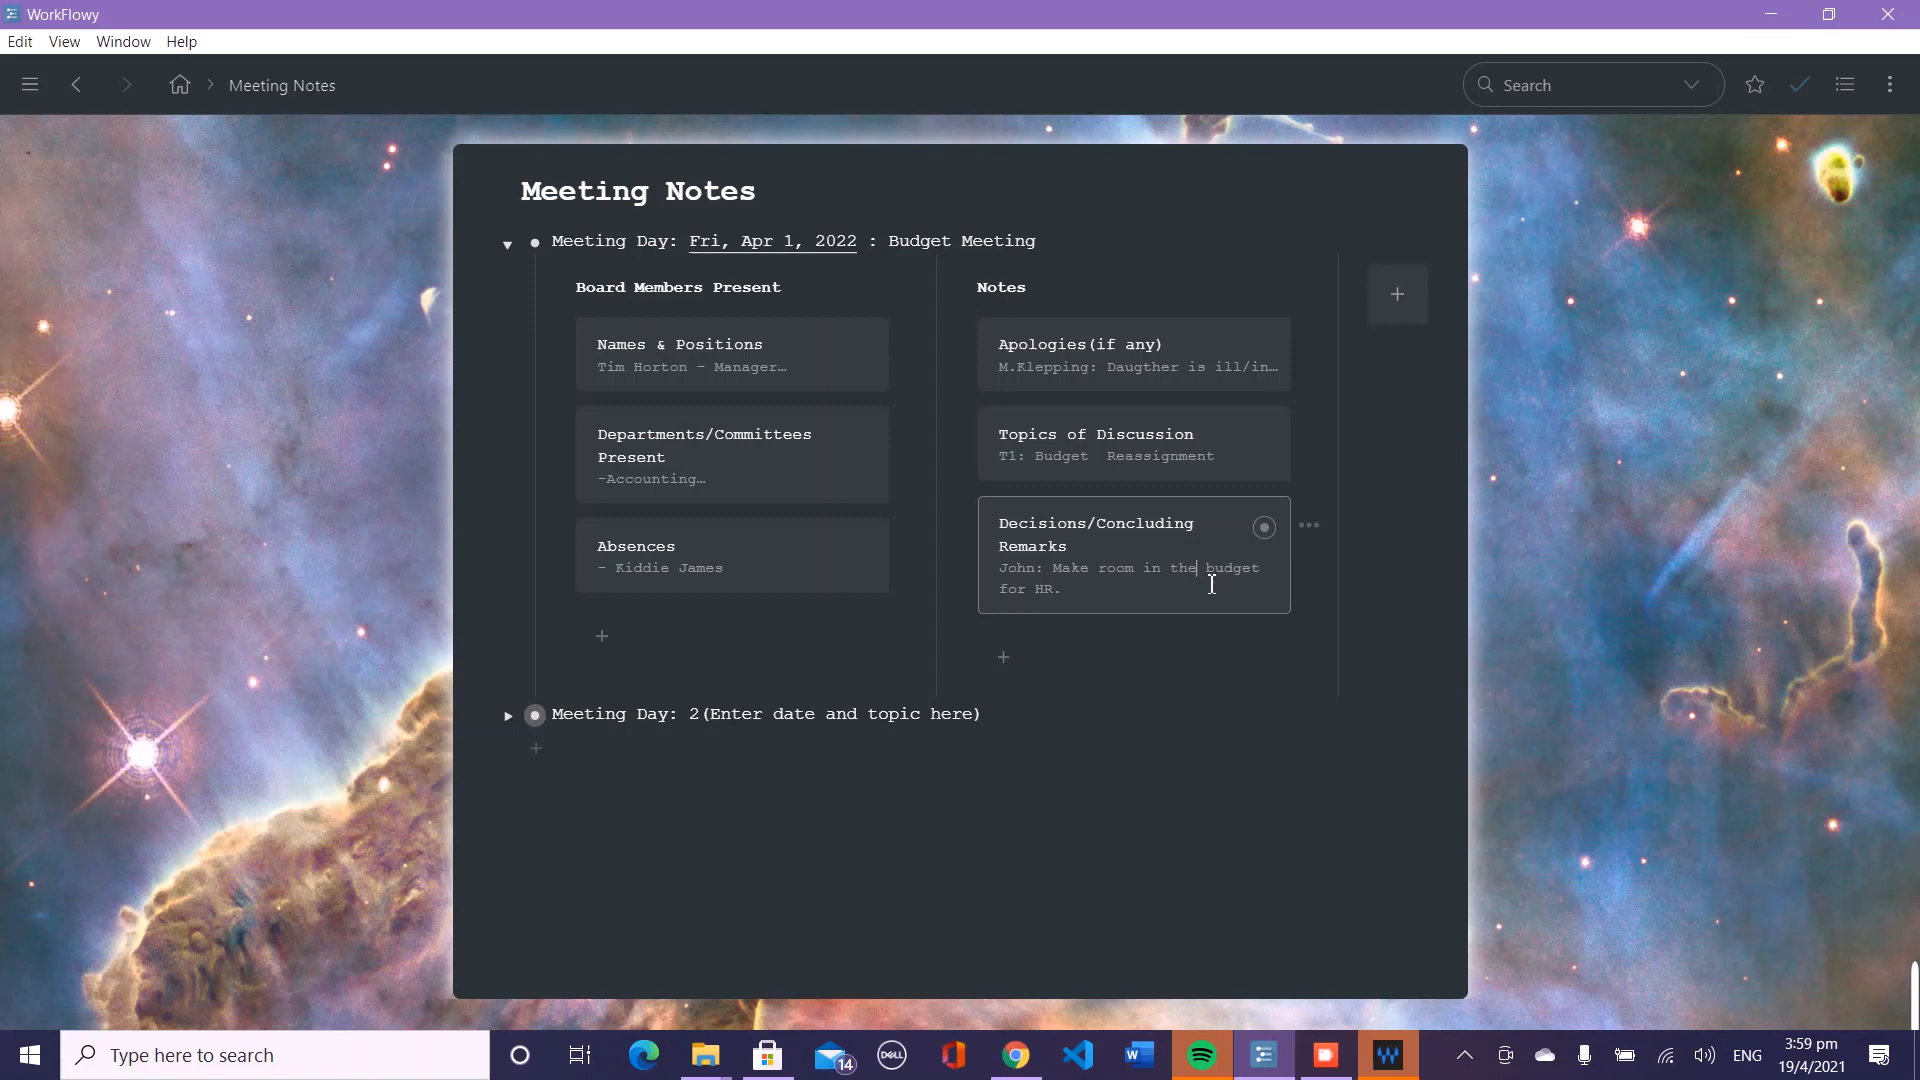 WorkFlowy
Edit View Window Help
Meeting Notes
Search
Meeting Notes
Meeting Day: Fri, Apr 1, 2022 : Budget Meeting
Board Members Present
Names & Positions
Tim Horton - Manager…
Departments/Committees
Present
-Accounting…
Absences
- Kiddie James
Notes
Apologies(if any)
M.Klepping: Daugther is ill/in…
Topics of Discussion
T1: Budget  Reassignment
Decisions/Concluding
Remarks
John: Make room in the budget
for HR.
Meeting Day: 2(Enter date and topic here)
Type here to search
14
DELL
W
W
ENG
3:59 pm
19/4/2021